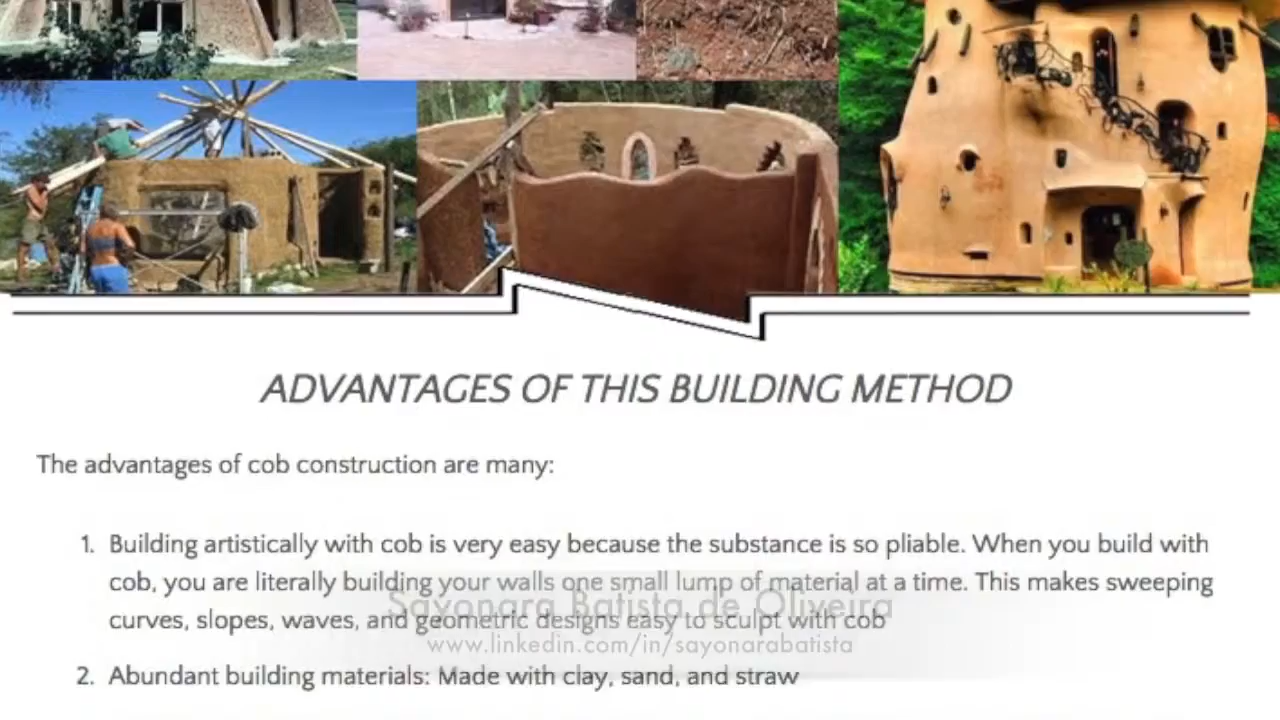 ADVANTAGES OF THIS BUILDING METHOD
The advantages of cob construction are many:
1. Building artistically with cob is very easy because the substance is so pliable. When you build with
cob, you are literally building your walls one small lump of material at a time. This makes sweeping
curves, slopes, waves, and geometric designs easy to sculpt with cob
Sayonara Batista de Oliveira
www.linkedin.com/in/sayonarabatista
2. Abundant building materials: Made with clay, sand, and straw